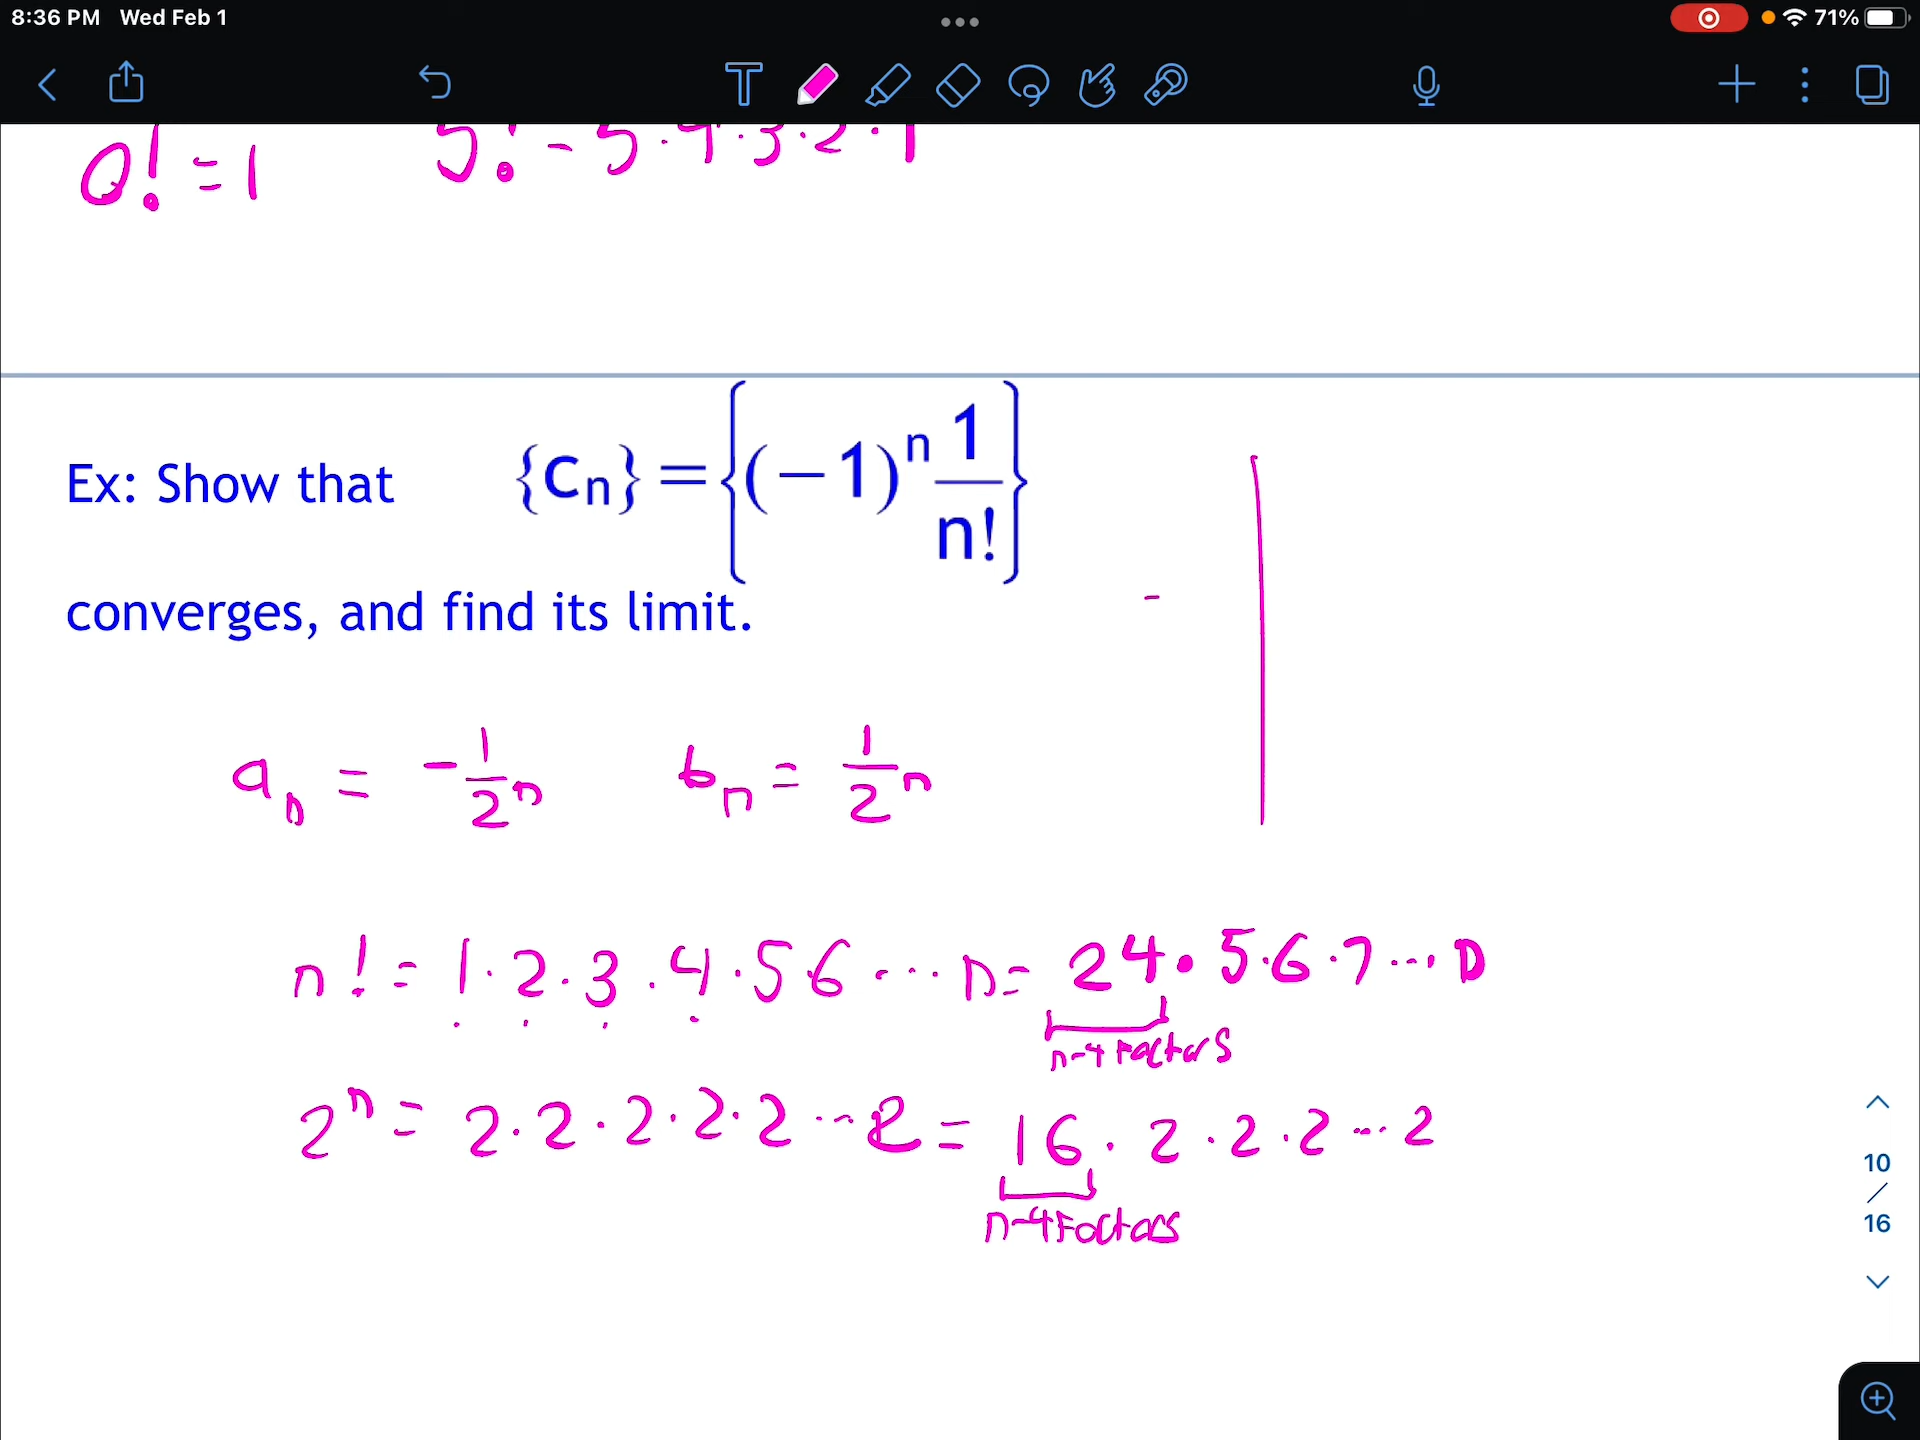 8:36 PM Wed Feb 1
71%
0! = 1 5! = 5 · 4 · 3 · 2 · 1
Ex: Show that {cₙ} = {(−1)ⁿ 1/n!}
converges, and find its limit.
-
aₙ = -1/2ⁿ bₙ = 1/2ⁿ
n! = 1 · 2 · 3 · 4 · 5 · 6 ··· n = 24 · 5 · 6 · 7 ··· n
n-4 Factors
2ⁿ = 2 · 2 · 2 · 2 · 2 ··· 2 = 16 · 2 · 2 · 2 ··· 2
n-4 Factors
10
/
16